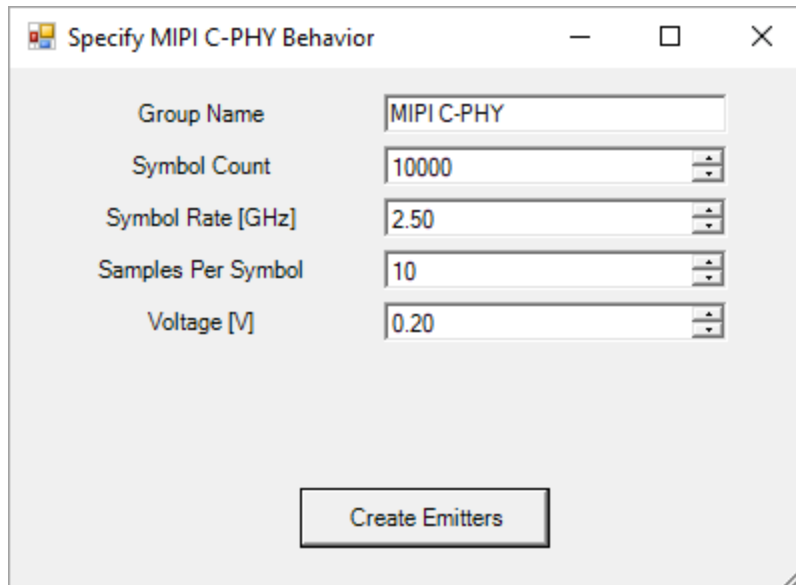 Specify MIPI C-PHY Behavior
Group Name MIPI C-PHY
Symbol Count 10000
Symbol Rate [GHz] 2.50
Samples Per Symbol 10
Voltage [V] 0.20
Create Emitters